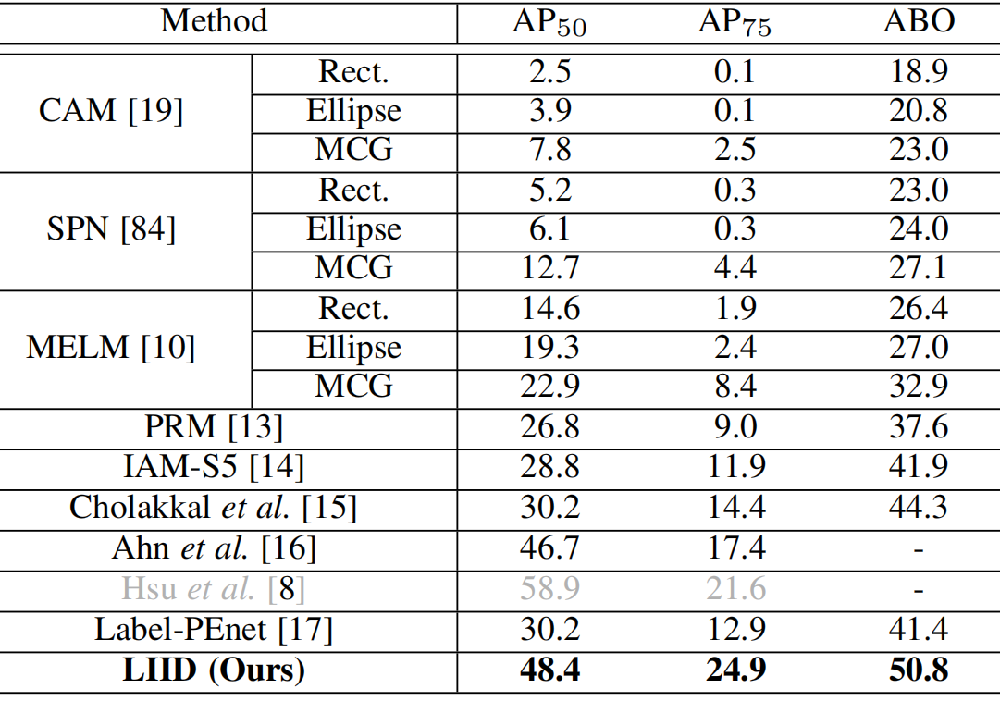 Method AP50 AP75 ABO
Rect. 2.5 0.1 18.9
CAM [19] Ellipse 3.9 0.1 20.8
MCG 7.8 2.5 23.0
Rect. 5.2 0.3 23.0
SPN [84] Ellipse 6.1 0.3 24.0
MCG 12.7 4.4 27.1
Rect. 14.6 1.9 26.4
MELM [10] Ellipse 19.3 2.4 27.0
MCG 22.9 8.4 32.9
PRM [13] 26.8 9.0 37.6
IAM-S5 [14] 28.8 11.9 41.9
Cholakkal et al. [15] 30.2 14.4 44.3
Ahn et al. [16] 46.7 17.4 -
Hsu et al. [8] 58.9 21.6 -
Label-PEnet [17] 30.2 12.9 41.4
LIID (Ours) 48.4 24.9 50.8